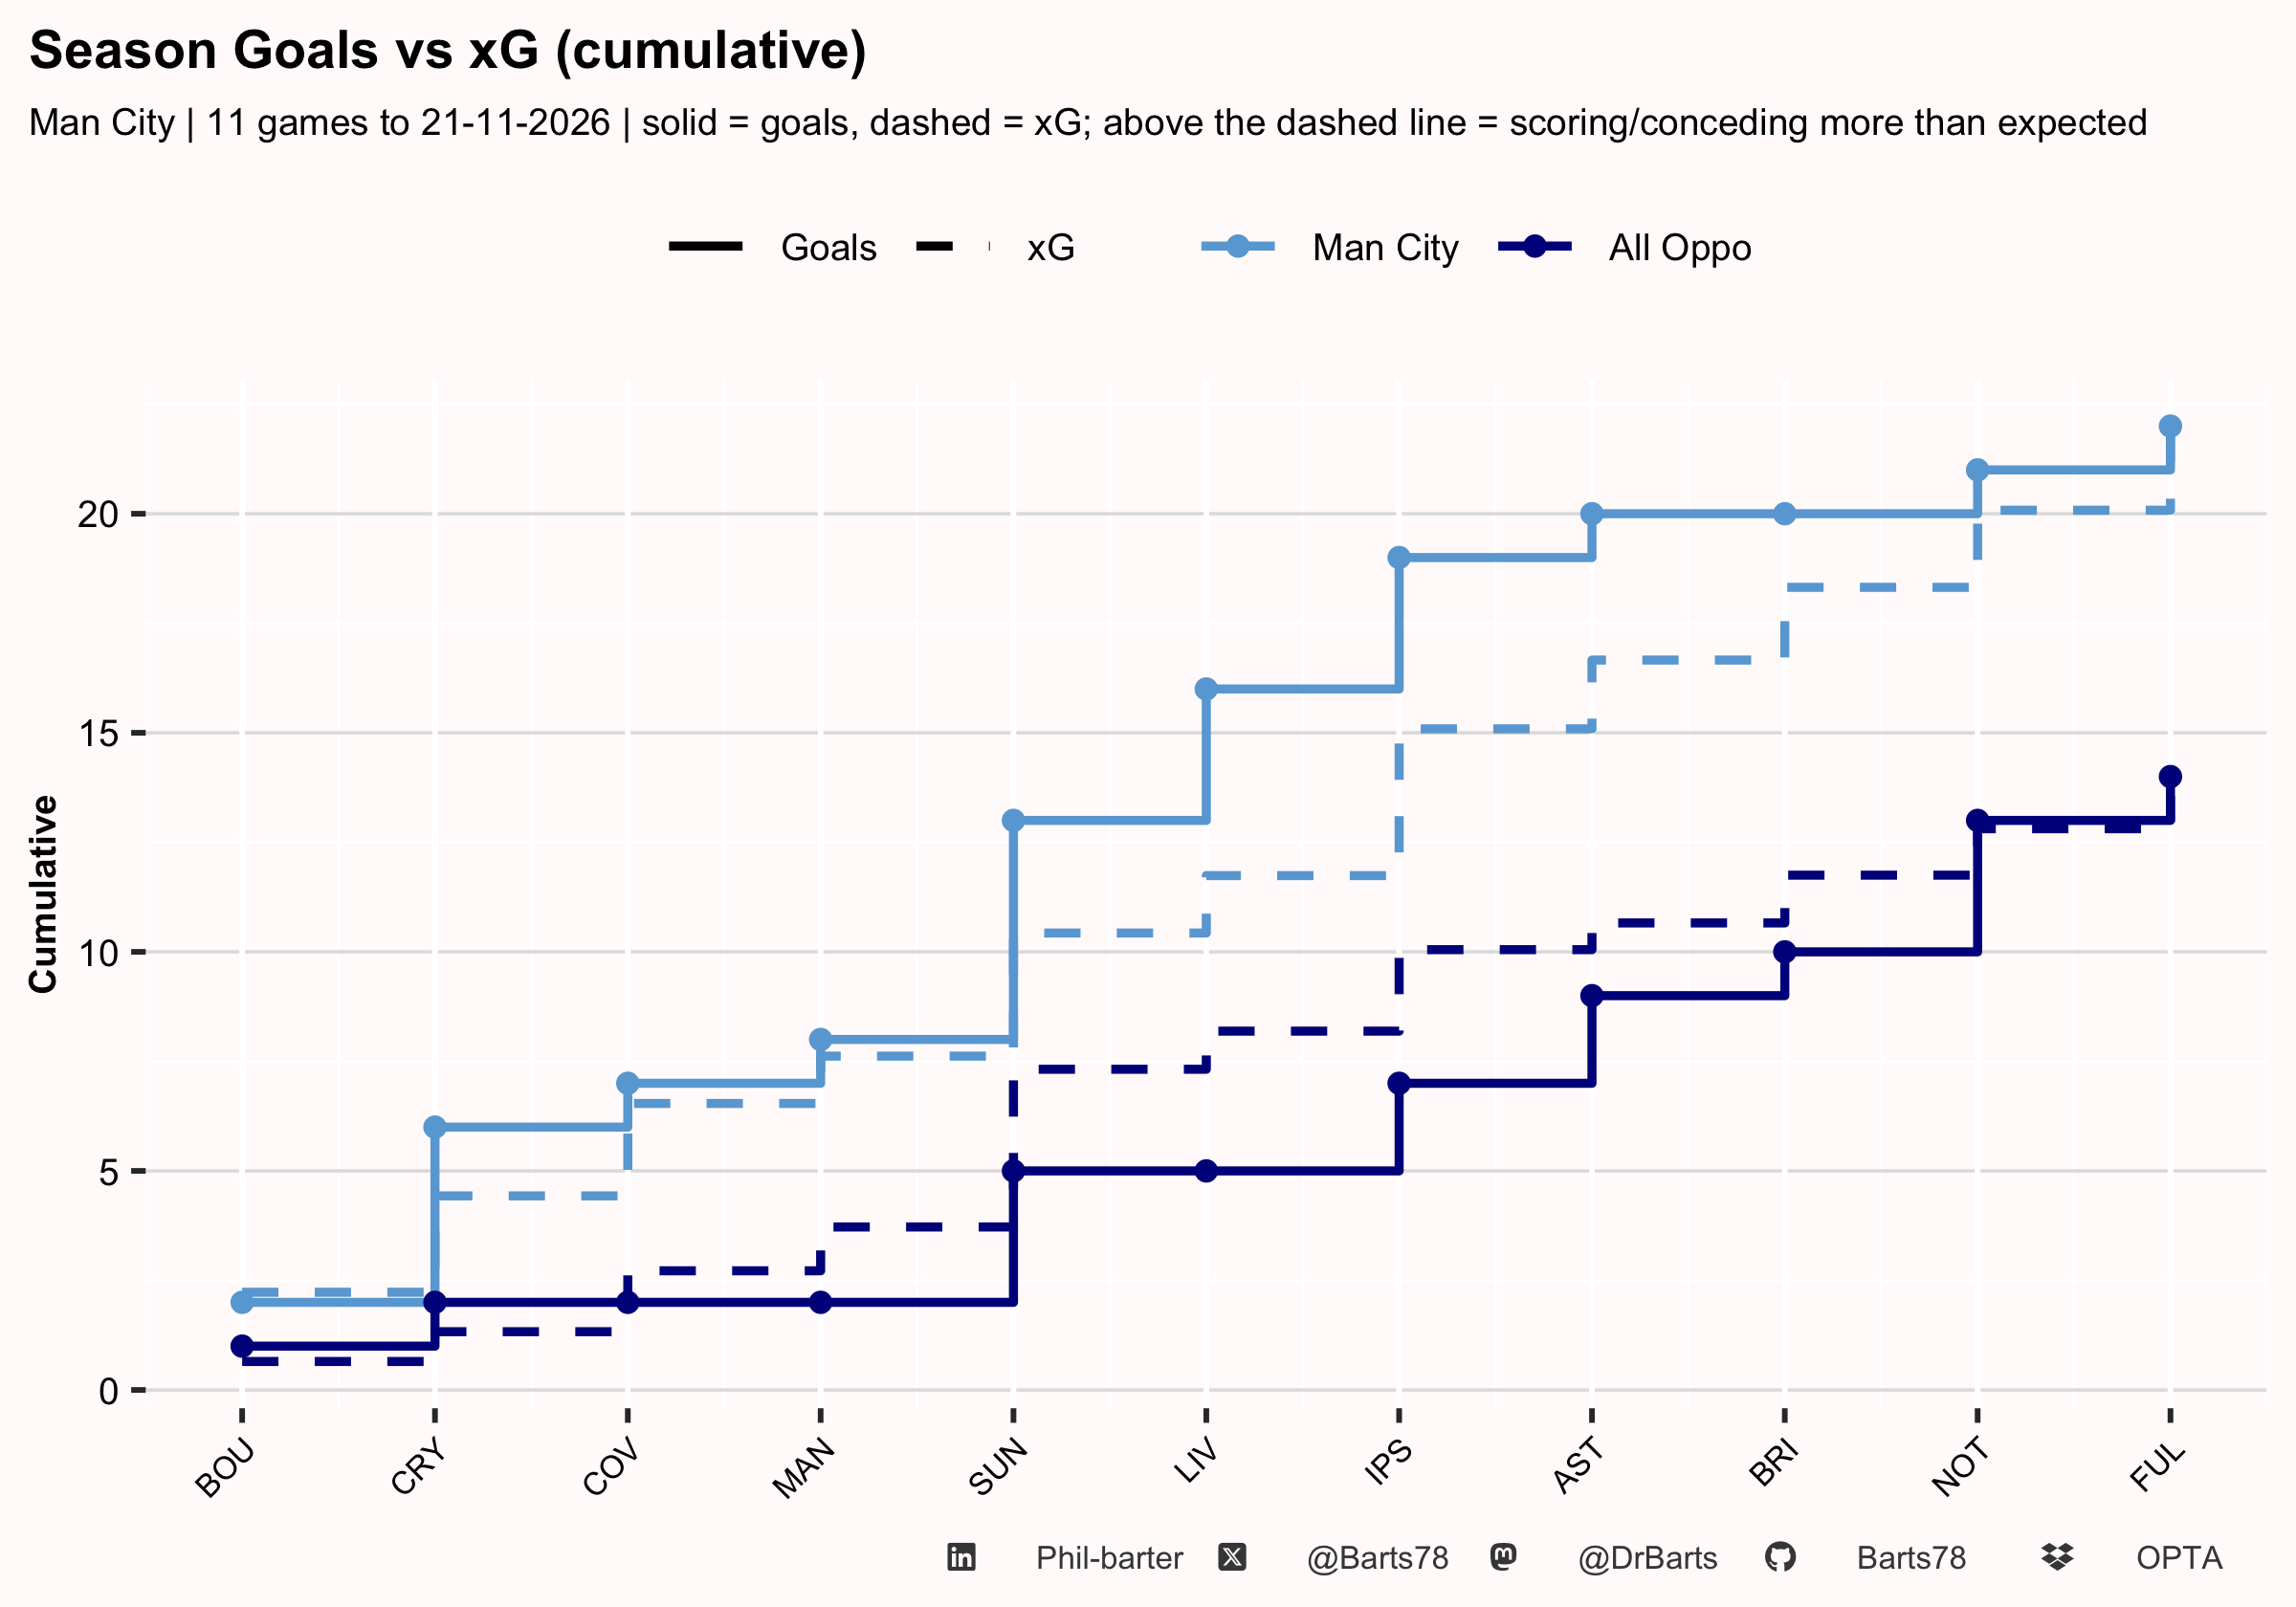 Season Goals vs xG (cumulative)
Man City | 11 games to 21-11-2026 | solid = goals, dashed = xG; above the dashed line = scoring/conceding more than expected
Goals xG Man City All Oppo
Cumulative
20
15
10
5
0
BOU CRY COV MAN SUN LIV IPS AST BRI NOT FUL
Phil-barter @Barts78 @DrBarts Barts78 OPTA